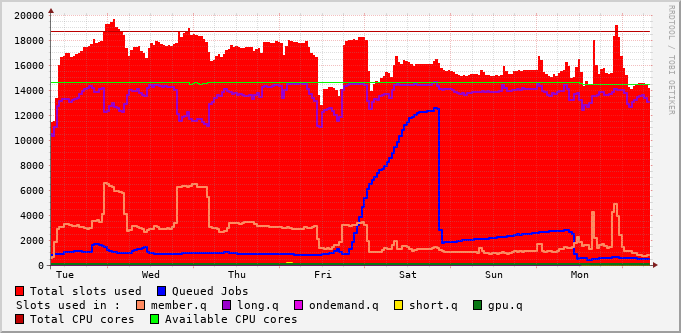 RRDTOOL / TOBI OETIKER
20000
18000
16000
14000
12000
10000
8000
6000
4000
2000
0
Tue Wed Thu Fri Sat Sun Mon
Total slots used Queued Jobs
Slots used in : member.q long.q ondemand.q short.q gpu.q
Total CPU cores Available CPU cores